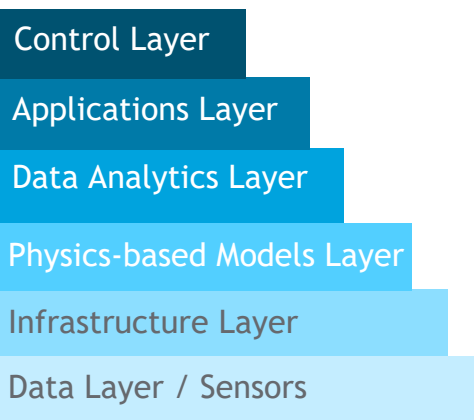 Control Layer
Applications Layer
Data Analytics Layer
Physics-based Models Layer
Infrastructure Layer
Data Layer / Sensors